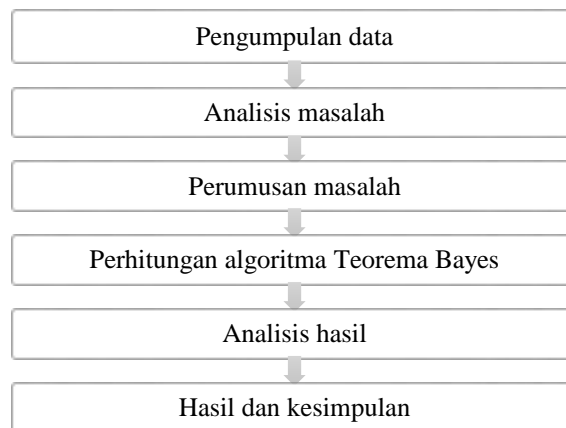 Pengumpulan data
Analisis masalah
Perumusan masalah
Perhitungan algoritma Teorema Bayes
Analisis hasil
Hasil dan kesimpulan